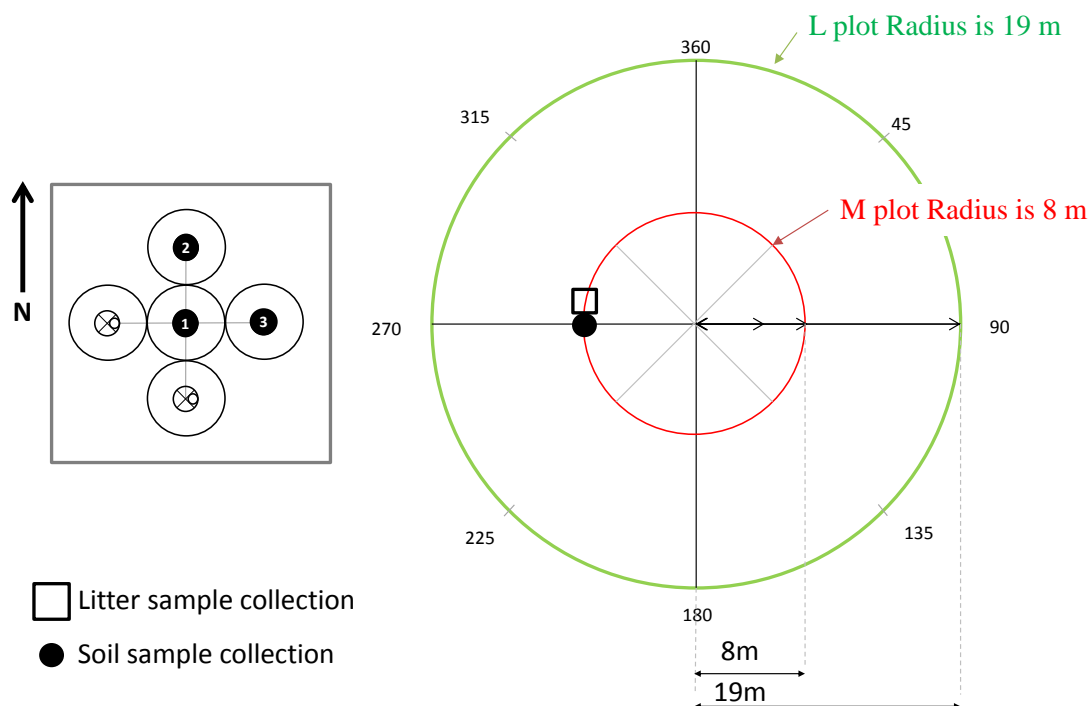 L plot Radius is 19 m
360
315
45
N
M plot Radius is 8 m
2
1
3
270
90
225
135
Litter sample collection
180
Soil sample collection
8m
19m